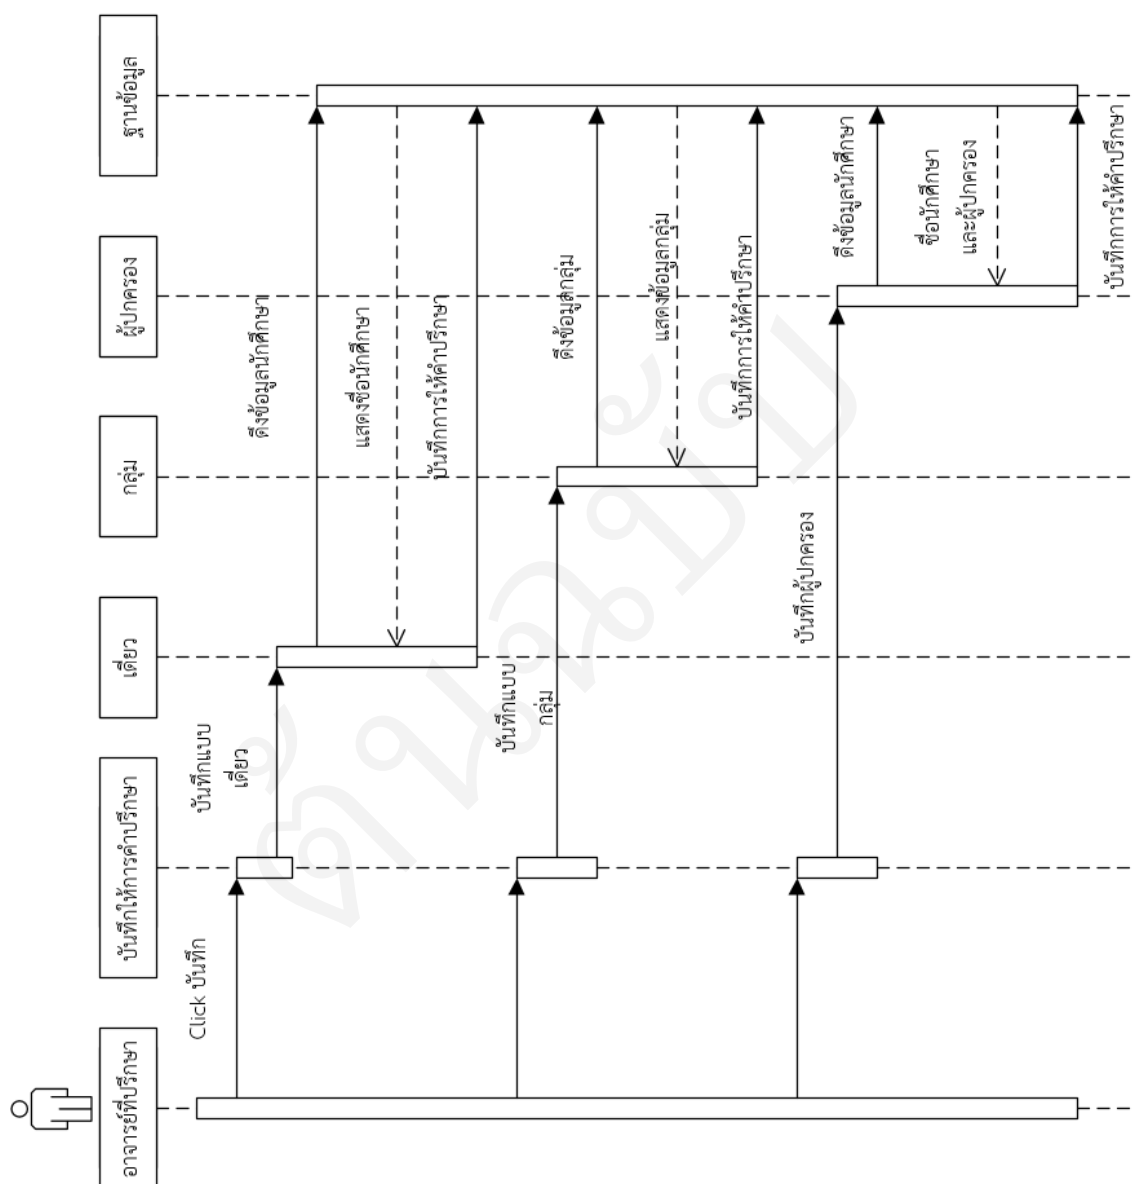 อาจารย์ที่ปรึกษา
บันทึกให้การคำปรึกษา
เดี่ยว
กลุ่ม
ผู้ปกครอง
ฐานข้อมูล
Click บันทึก
บันทึกแบบ
เดี่ยว
ดึงข้อมูลนักศึกษา
แสดงชื่อนักศึกษา
บันทึกการให้คำปรึกษา
บันทึกแบบ
กลุ่ม
ดึงข้อมูลกลุ่ม
แสดงข้อมูลกลุ่ม
บันทึกการให้คำปรึกษา
บันทึกผู้ปกครอง
ดึงข้อมูลนักศึกษา
ชื่อนักศึกษา
และผู้ปกครอง
บันทึกการให้คำปรึกษา
ต้นฉบับ